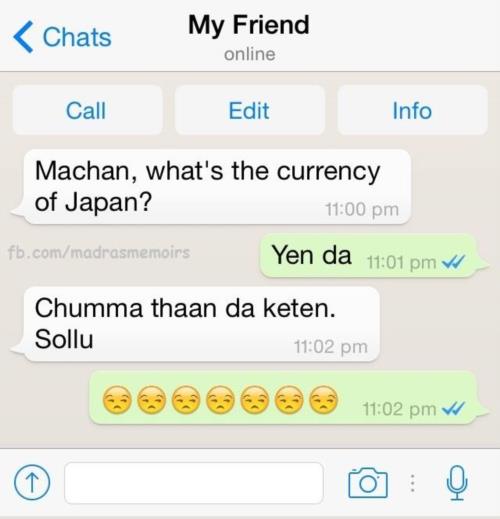 Chats
My Friend
online
Call
Edit
Info
Machan, what's the currency
of Japan?
11:00 pm
fb.com/madrasmemoirs
Yen da
11:01 pm
Chumma thaan da keten.
Sollu
11:02 pm
😒😒😒😒😒😒😒
11:02 pm